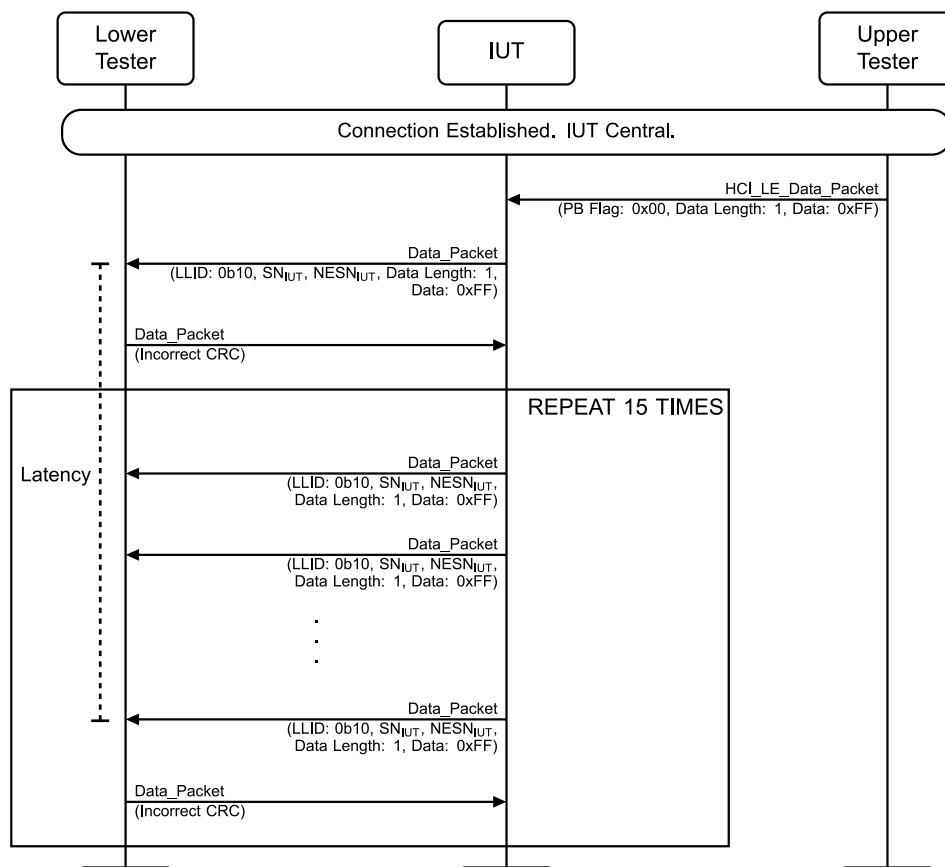 Lower
Tester
IUT
Upper
Tester
Connection Established. IUT Central.
HCI_LE_Data_Packet
(PB Flag: 0x00, Data Length: 1, Data: 0xFF)
Data_Packet
(LLID: 0b10, SNIUT, NESNIUT, Data Length: 1,
Data: 0xFF)
Data_Packet
(Incorrect CRC)
REPEAT 15 TIMES
Latency
Data_Packet
(LLID: 0b10, SNIUT, NESNIUT,
Data Length: 1, Data: 0xFF)
Data_Packet
(LLID: 0b10, SNIUT, NESNIUT,
Data Length: 1, Data: 0xFF)
.
.
.
Data_Packet
(LLID: 0b10, SNIUT, NESNIUT,
Data Length: 1, Data: 0xFF)
Data_Packet
(Incorrect CRC)